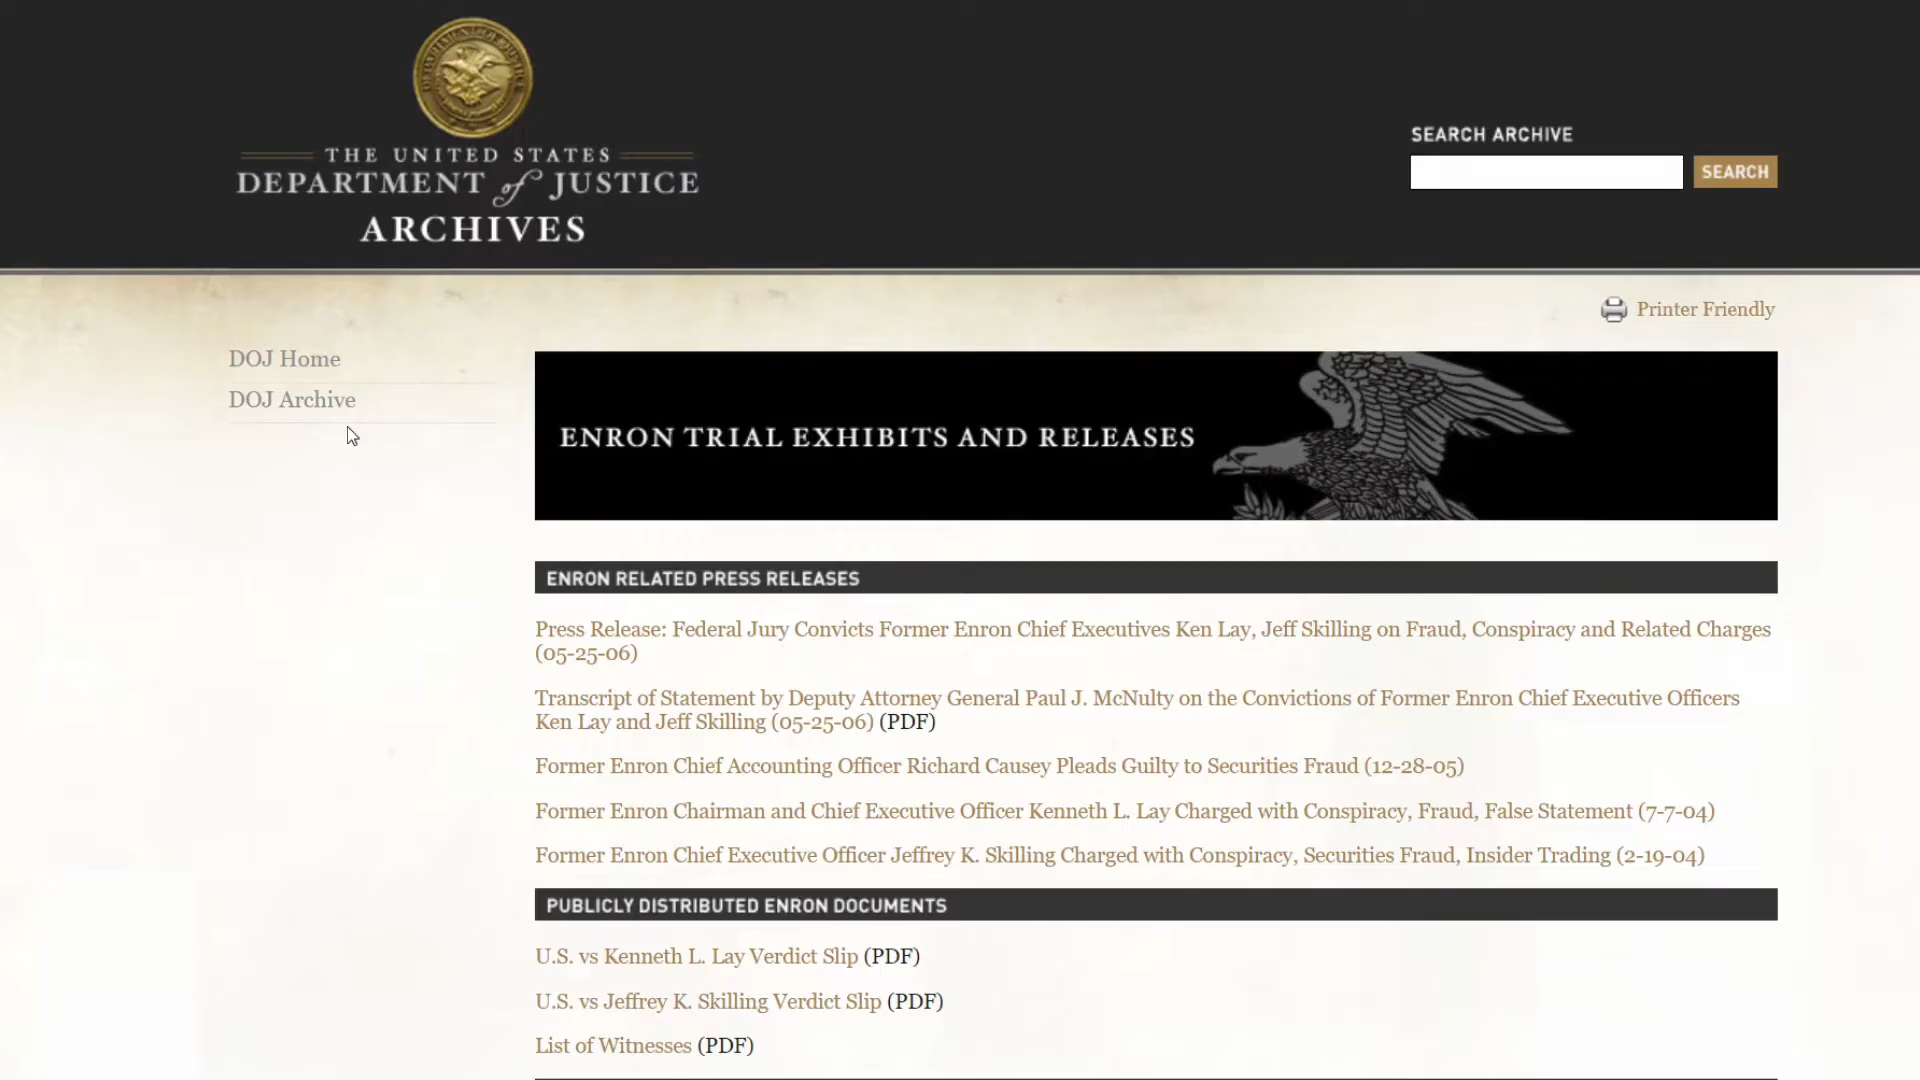 THE UNITED STATES
DEPARTMENT of JUSTICE
ARCHIVES
SEARCH ARCHIVE
SEARCH
Printer Friendly
DOJ Home
DOJ Archive
ENRON TRIAL EXHIBITS AND RELEASES
ENRON RELATED PRESS RELEASES
Press Release: Federal Jury Convicts Former Enron Chief Executives Ken Lay, Jeff Skilling on Fraud, Conspiracy and Related Charges
(05-25-06)
Transcript of Statement by Deputy Attorney General Paul J. McNulty on the Convictions of Former Enron Chief Executive Officers
Ken Lay and Jeff Skilling (05-25-06) (PDF)
Former Enron Chief Accounting Officer Richard Causey Pleads Guilty to Securities Fraud (12-28-05)
Former Enron Chairman and Chief Executive Officer Kenneth L. Lay Charged with Conspiracy, Fraud, False Statement (7-7-04)
Former Enron Chief Executive Officer Jeffrey K. Skilling Charged with Conspiracy, Securities Fraud, Insider Trading (2-19-04)
PUBLICLY DISTRIBUTED ENRON DOCUMENTS
U.S. vs Kenneth L. Lay Verdict Slip (PDF)
U.S. vs Jeffrey K. Skilling Verdict Slip (PDF)
List of Witnesses (PDF)